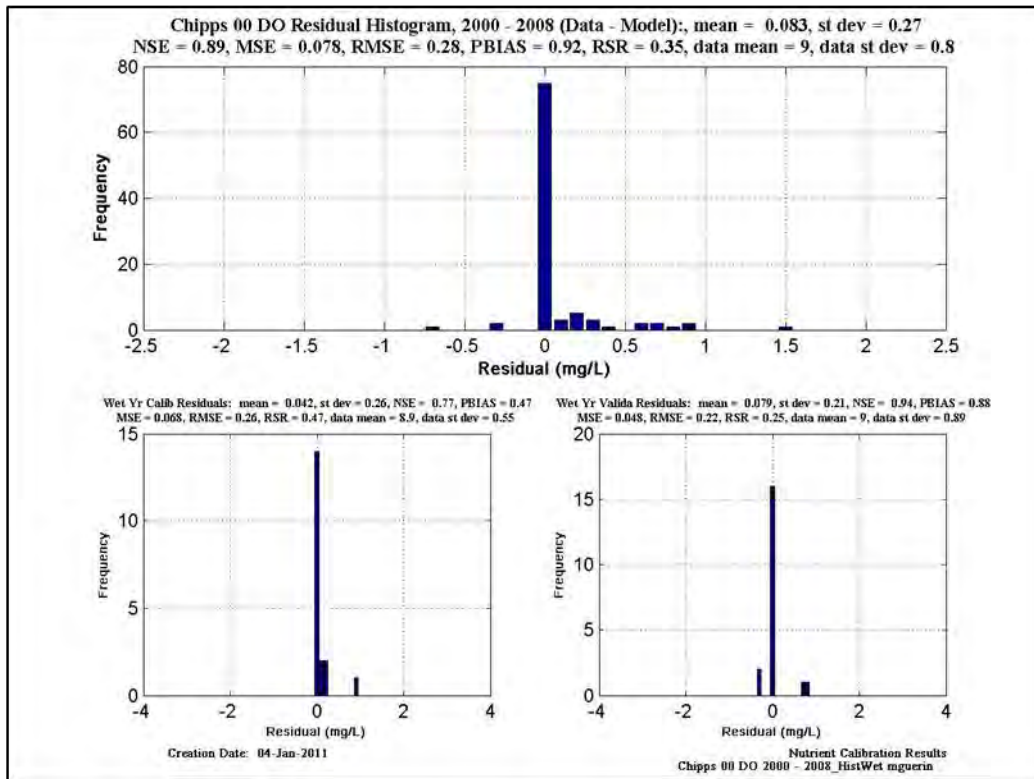 Chipps 00 DO Residual Histogram, 2000 - 2008 (Data - Model):, mean = 0.083, st dev = 0.27
NSE = 0.89, MSE = 0.078, RMSE = 0.28, PBIAS = 0.92, RSR = 0.35, data mean = 9, data st dev = 0.8
80
60
40
20
0
Frequency
-2.5 -2 -1.5 -1 -0.5 0 0.5 1 1.5 2 2.5
Residual (mg/L)
Wet Yr Calib Residuals: mean = 0.042, st dev = 0.26, NSE = 0.77, PBIAS = 0.47
MSE = 0.068, RMSE = 0.26, RSR = 0.47, data mean = 8.9, data st dev = 0.55
15
10
5
0
Frequency
-4 -2 0 2 4
Residual (mg/L)
Wet Yr Valida Residuals: mean = 0.079, st dev = 0.21, NSE = 0.94, PBIAS = 0.88
MSE = 0.048, RMSE = 0.22, RSR = 0.25, data mean = 9, data st dev = 0.89
20
15
10
5
0
Frequency
-4 -2 0 2 4
Residual (mg/L)
Creation Date: 04-Jan-2011
Nutrient Calibration Results
Chipps 00 DO 2000 - 2008_HistWet mguerin